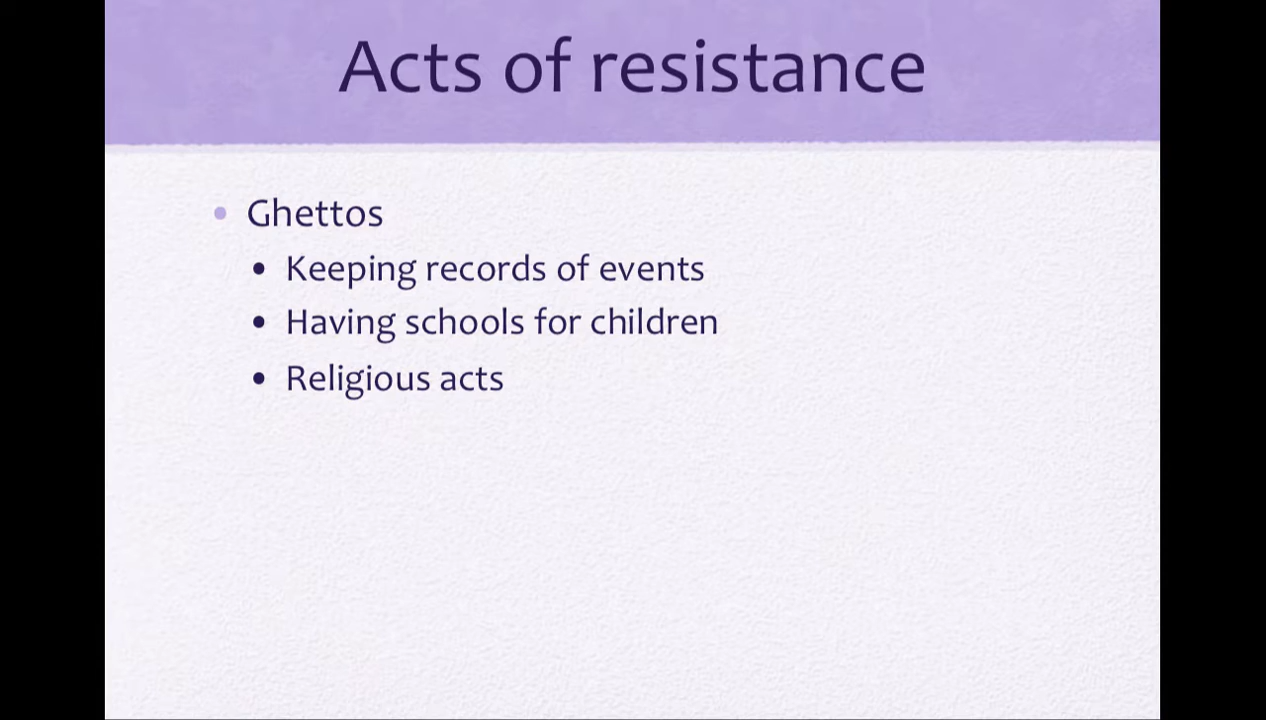 Acts of resistance
• Ghettos
• Keeping records of events
• Having schools for children
• Religious acts